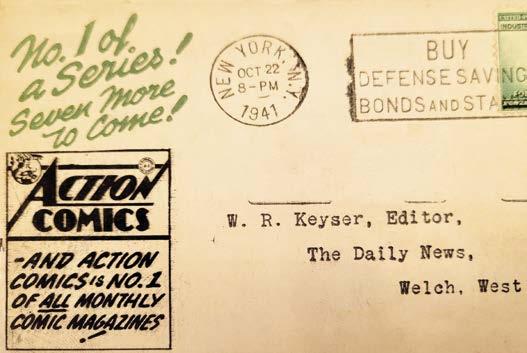 No. 1 of
a Series!
Seven More
to Come!
NEW YORK, N.Y.
OCT 22
8-PM
1941
BUY
DEFENSE SAVING
BONDS AND STA
ACTION
COMICS
-AND ACTION
COMICS IS NO. 1
OF ALL MONTHLY
COMIC MAGAZINES
W. R. Keyser, Editor,
The Daily News,
Welch, West